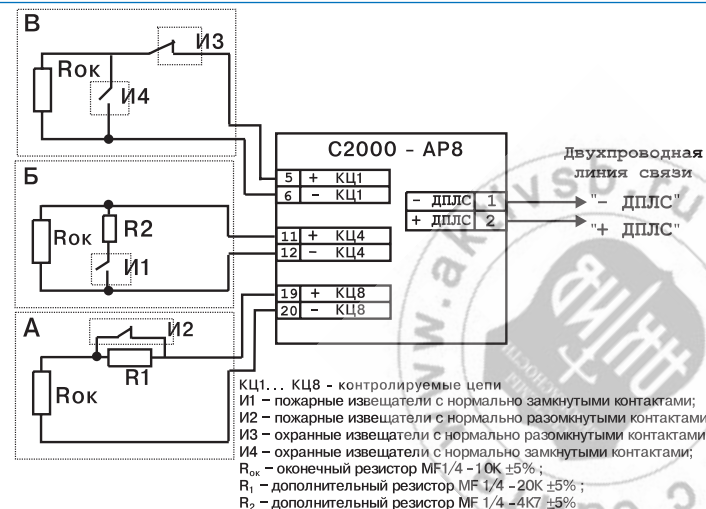 В
И3
Rок
И4
С2000 - АР8
Двухпроводная
линия связи
5 + КЦ1
6 - КЦ1
- ДПЛС 1
"- ДПЛС"
+ ДПЛС 2
"+ ДПЛС"
Б
R2
Rок
И1
11 + КЦ4
12 - КЦ4
19 + КЦ8
20 - КЦ8
А
И2
R1
Rок
КЦ1... КЦ8 - контролируемые цепи
И1 – пожарные извещатели с нормально замкнутыми контактами;
И2 – пожарные извещатели с нормально разомкнутыми контактами
И3 – охранные извещатели с нормально разомкнутыми контактами
И4 – охранные извещатели с нормально замкнутыми контактами;
Rок – оконечный резистор MF1/4 –10К ±5% ;
R1 – дополнительный резистор MF 1/4 –20К ±5% ;
R2 – дополнительный резистор MF 1/4 –4К7 ±5%